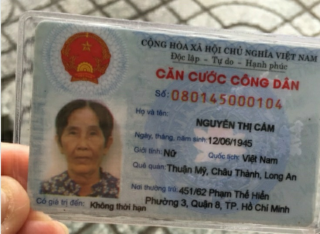 CỘNG HÒA XÃ HỘI CHỦ NGHĨA VIỆT NAM
Độc lập - Tự do - Hạnh phúc
CĂN CƯỚC CÔNG DÂN
Số: 080145000104
Họ và tên:
NGUYỄN THỊ CẦM
Ngày, tháng, năm sinh: 12/06/1945
Giới tính: Nữ Quốc tịch: Việt Nam
Quê quán: Thuận Mỹ, Châu Thành, Long An
Nơi thường trú: 451/62 Phạm Thế Hiển
Có giá trị đến: Không thời hạn
Phường 3, Quận 8, TP. Hồ Chí Minh